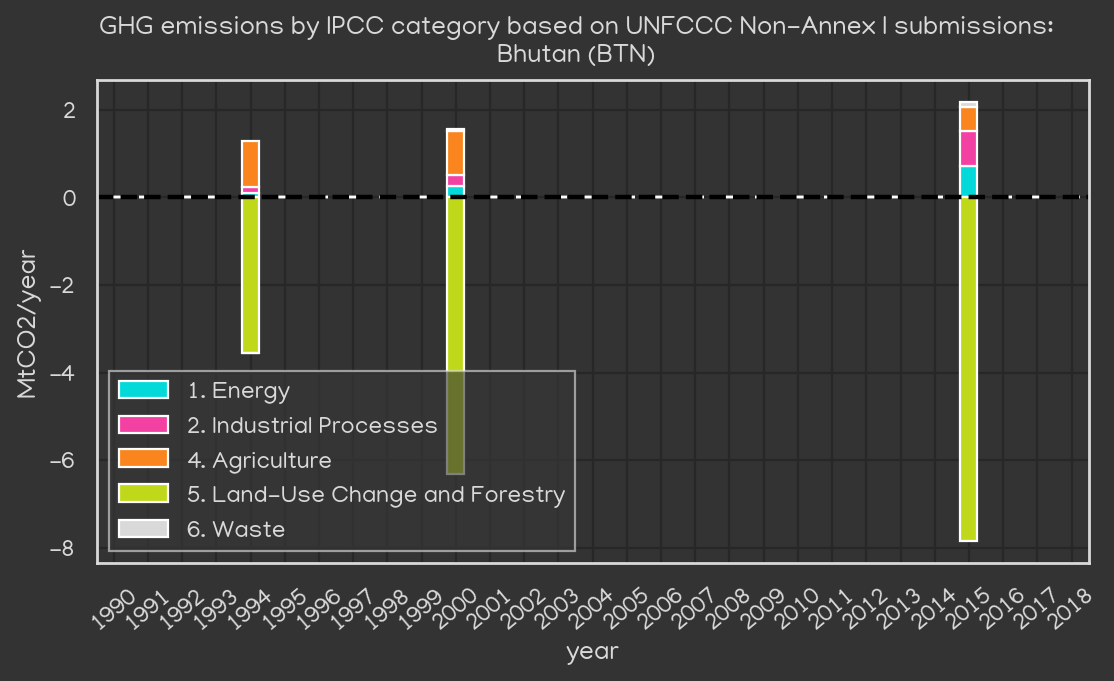 GHG emissions by IPCC category based on UNFCCC Non-Annex I submissions:
Bhutan (BTN)
MtCO2/year
2
0
-2
-4
-6
-8
1. Energy
2. Industrial Processes
4. Agriculture
5. Land-Use Change and Forestry
6. Waste
1990 1991 1992 1993 1994 1995 1996 1997 1998 1999 2000 2001 2002 2003 2004 2005 2006 2007 2008 2009 2010 2011 2012 2013 2014 2015 2016 2017 2018
year